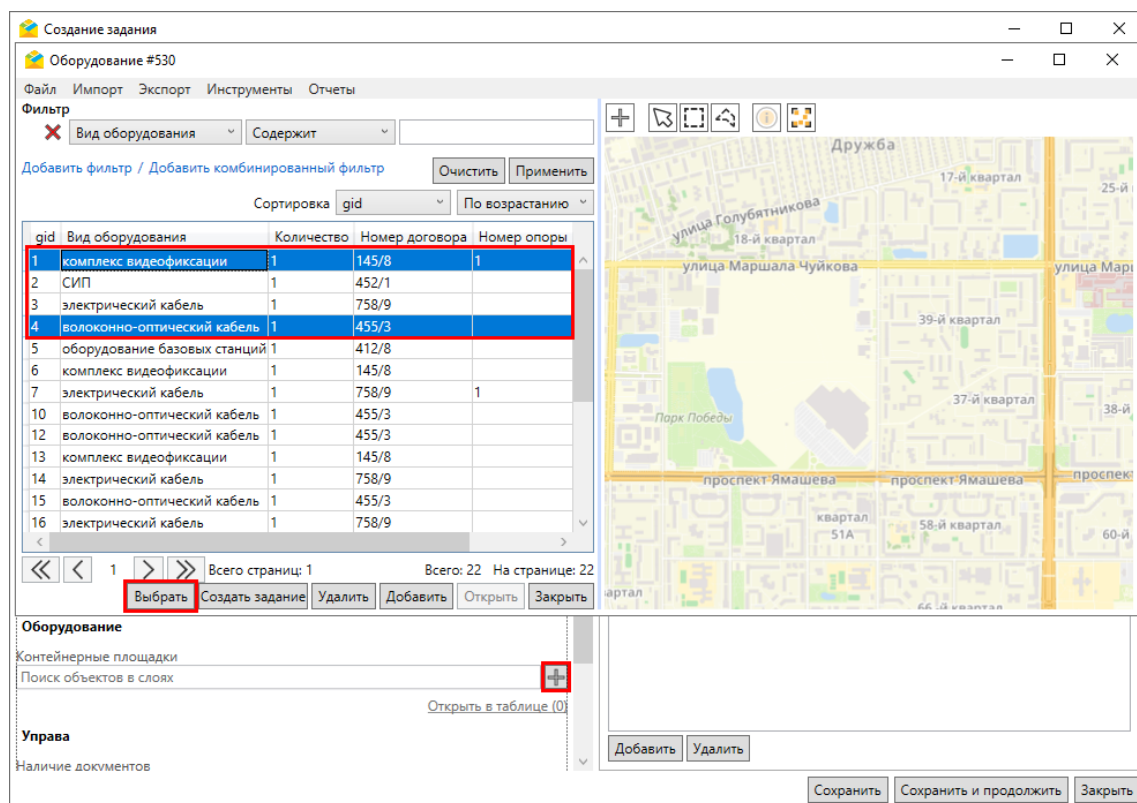 Создание задания
Оборудование #530
Файл Импорт Экспорт Инструменты Отчеты
Фильтр
Вид оборудования Содержит
Добавить фильтр / Добавить комбинированный фильтр
Очистить Применить
Сортировка gid По возрастанию
gid Вид оборудования Количество Номер договора Номер опоры
1 комплекс видеофиксации 1 145/8 1
2 СИП 1 452/1
3 электрический кабель 1 758/9
4 волоконно-оптический кабель 1 455/3
5 оборудование базовых станций 1 412/8
6 комплекс видеофиксации 1 145/8
7 электрический кабель 1 758/9 1
10 волоконно-оптический кабель 1 455/3
12 волоконно-оптический кабель 1 455/3
13 комплекс видеофиксации 1 145/8
14 электрический кабель 1 758/9
15 волоконно-оптический кабель 1 455/3
16 электрический кабель 1 758/9
1 Всего страниц: 1 Всего: 22 На странице: 22
Выбрать Создать задание Удалить Добавить Открыть Закрыть
Дружба
17-й квартал
25-й
улица Голубятникова
18-й квартал
улица Маршала Чуйкова
улица Мар
39-й квартал
37-й квартал
38-й
Парк Победы
проспект Ямашева
проспект Ямашева
проспек
квартал
51А
58-й квартал
60-й
артал
66-й квартал
Оборудование
Контейнерные площадки
Поиск объектов в слоях
Открыть в таблице (0)
Управа
Наличие документов
Добавить Удалить
Сохранить Сохранить и продолжить Закрыть